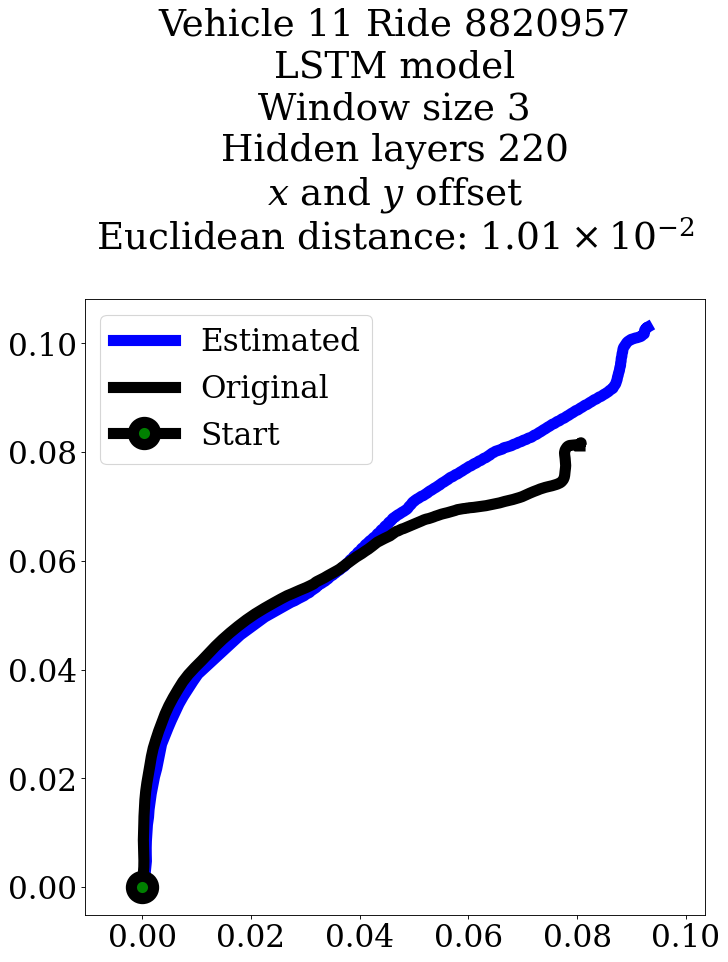 Vehicle 11 Ride 8820957
LSTM model
Window size 3
Hidden layers 220
x and y offset
Euclidean distance: 1.01 × 10⁻²
Estimated
Original
Start
0.10
0.08
0.06
0.04
0.02
0.00
0.00 0.02 0.04 0.06 0.08 0.10